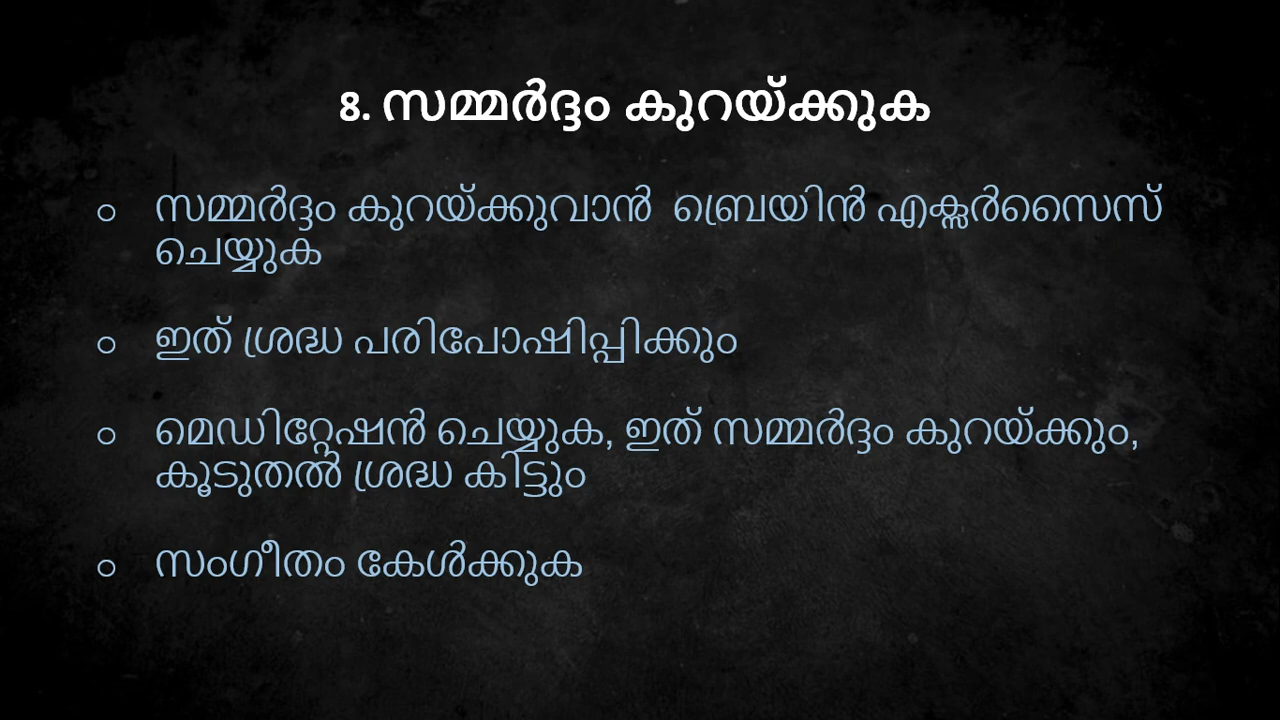 8. സമ്മർദ്ദം കുറയ്ക്കുക
സമ്മർദ്ദം കുറയ്ക്കുവാൻ ബ്രെയിൻ എക്സർസൈസ്
ചെയ്യുക
ഇത് ശ്രദ്ധ പരിപോഷിപ്പിക്കും
മെഡിറ്റേഷൻ ചെയ്യുക, ഇത് സമ്മർദ്ദം കുറയ്ക്കും,
കൂടുതൽ ശ്രദ്ധ കിട്ടും
സംഗീതം കേൾക്കുക